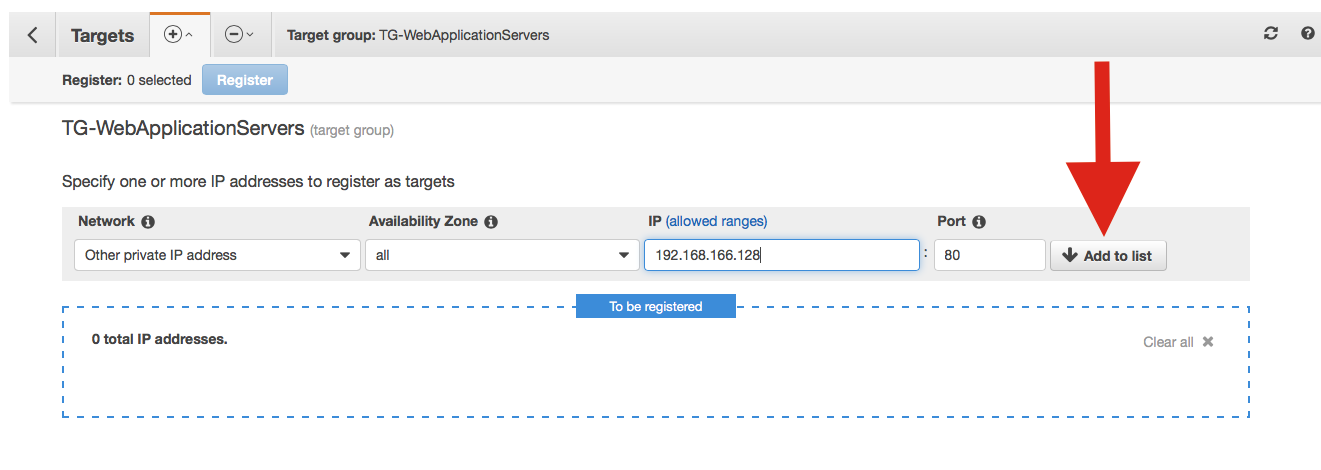 Targets Target group: TG-WebApplicationServers
Register: 0 selected Register
TG-WebApplicationServers (target group)
Specify one or more IP addresses to register as targets
Network Availability Zone IP (allowed ranges) Port
Other private IP address all 192.168.166.128 : 80 Add to list
To be registered
0 total IP addresses. Clear all